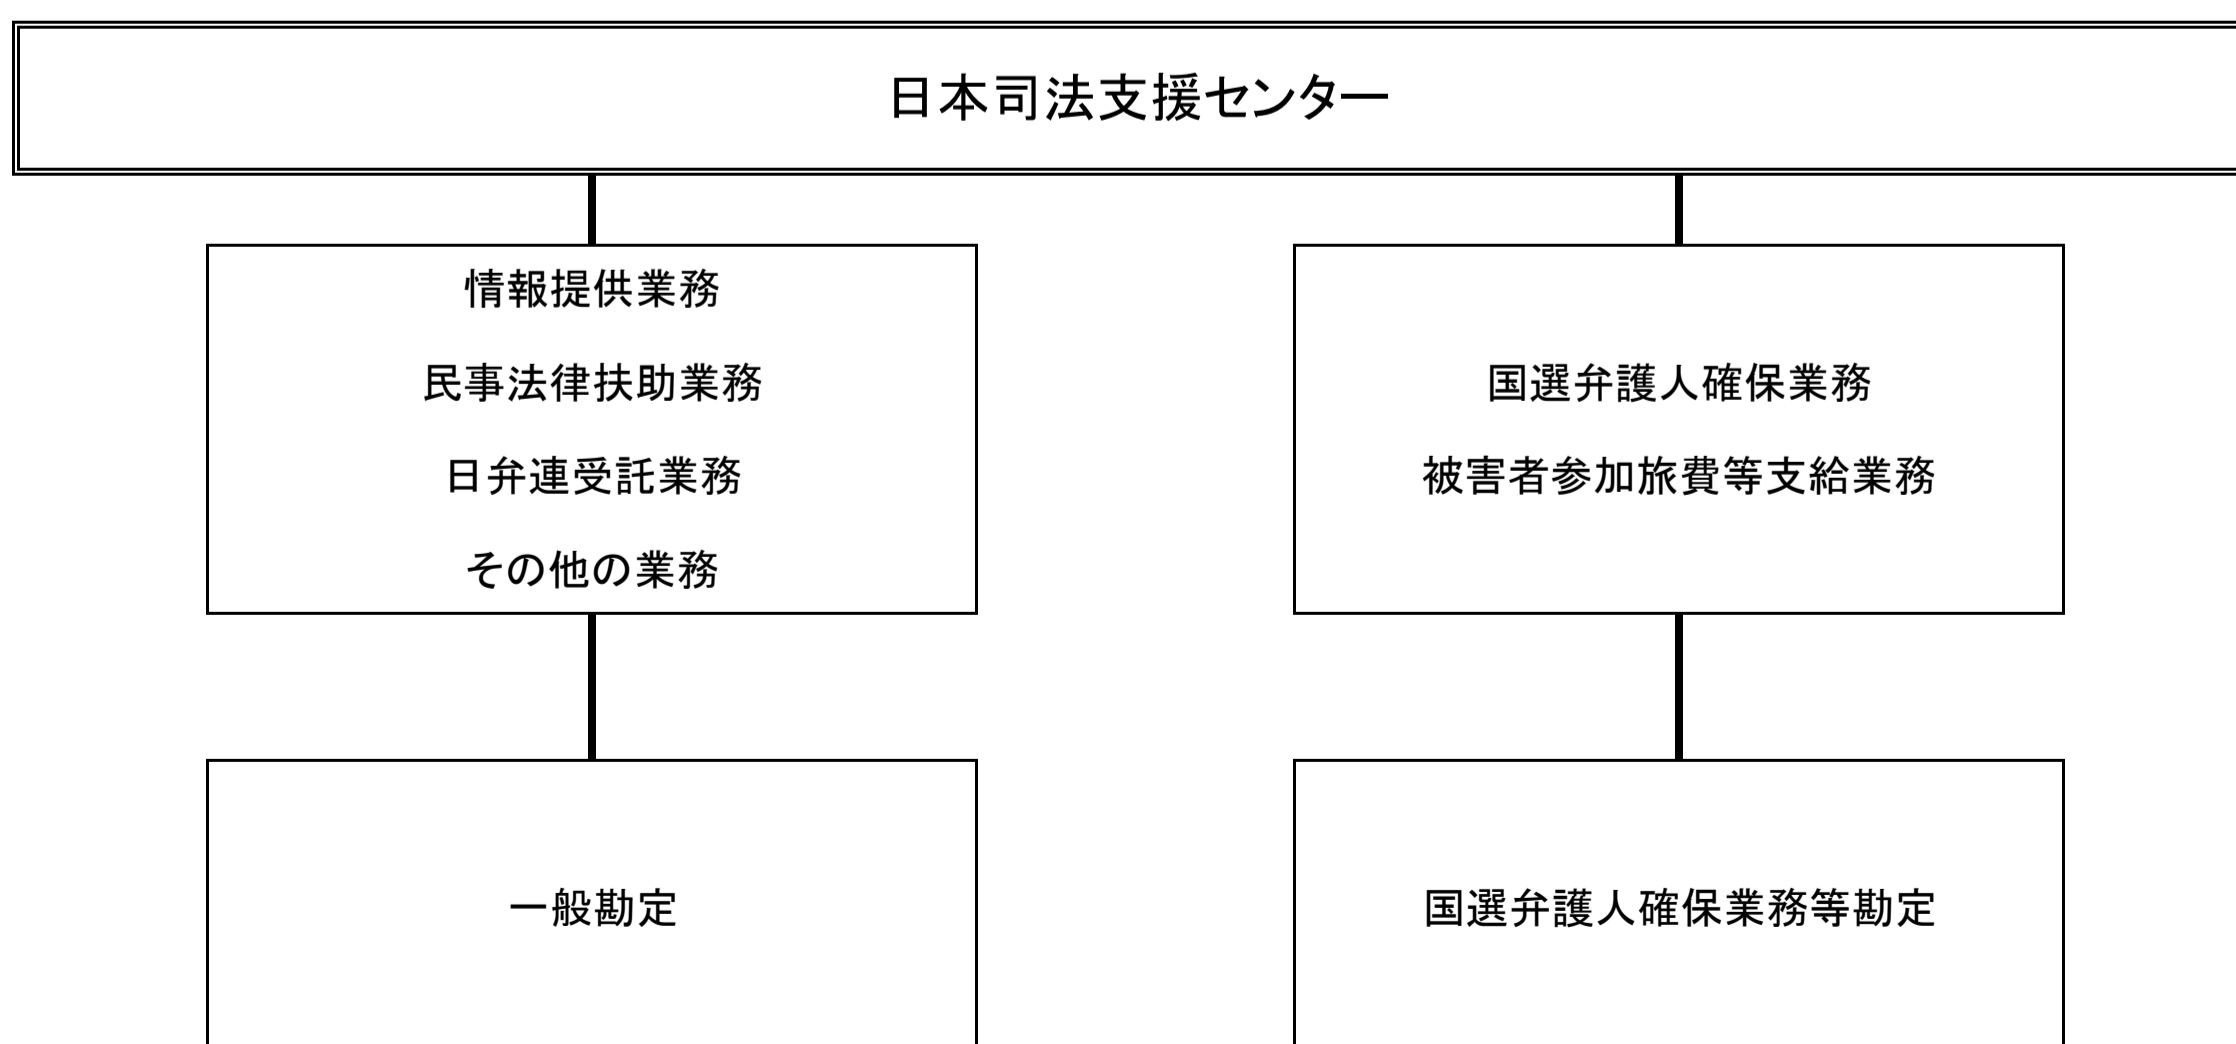 日本司法支援センター
情報提供業務
民事法律扶助業務
日弁連受託業務
その他の業務
国選弁護人確保業務
被害者参加旅費等支給業務
一般勘定
国選弁護人確保業務等勘定